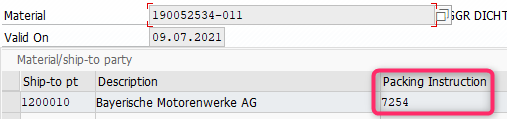 Material 190052534-011 GGR DICHT
Valid On 09.07.2021
Material/ship-to party
Ship-to pt Description Packing Instruction
1200010 Bayerische Motorenwerke AG 7254